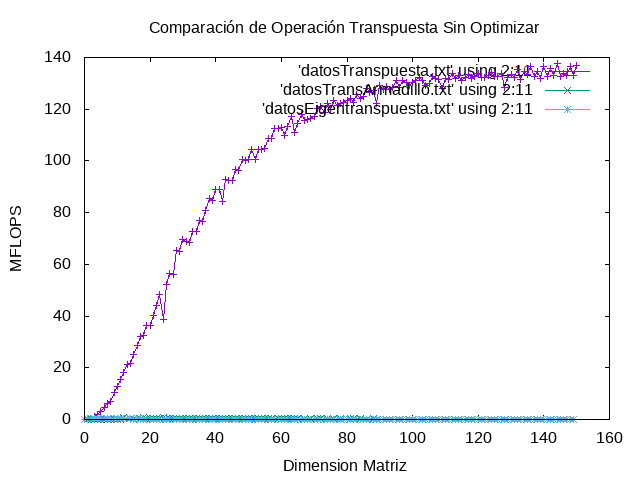 Comparación de Operación Transpuesta Sin Optimizar
140
120
100
80
60
40
20
0
MFLOPS
'datosTranspuesta.txt' using 2:11
'datosTransArmadillo.txt' using 2:11
'datosEigentranspuesta.txt' using 2:11
0 20 40 60 80 100 120 140 160
Dimension Matriz